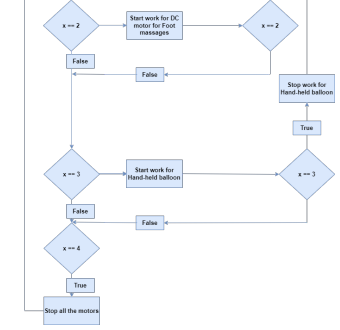 x == 2
Start work for DC
motor for Foot
massages
x == 2
False
False
Stop work for
Hand-held balloon
True
x == 3
Start work for
Hand-held balloon
x == 3
False
False
x == 4
True
Stop all the motors